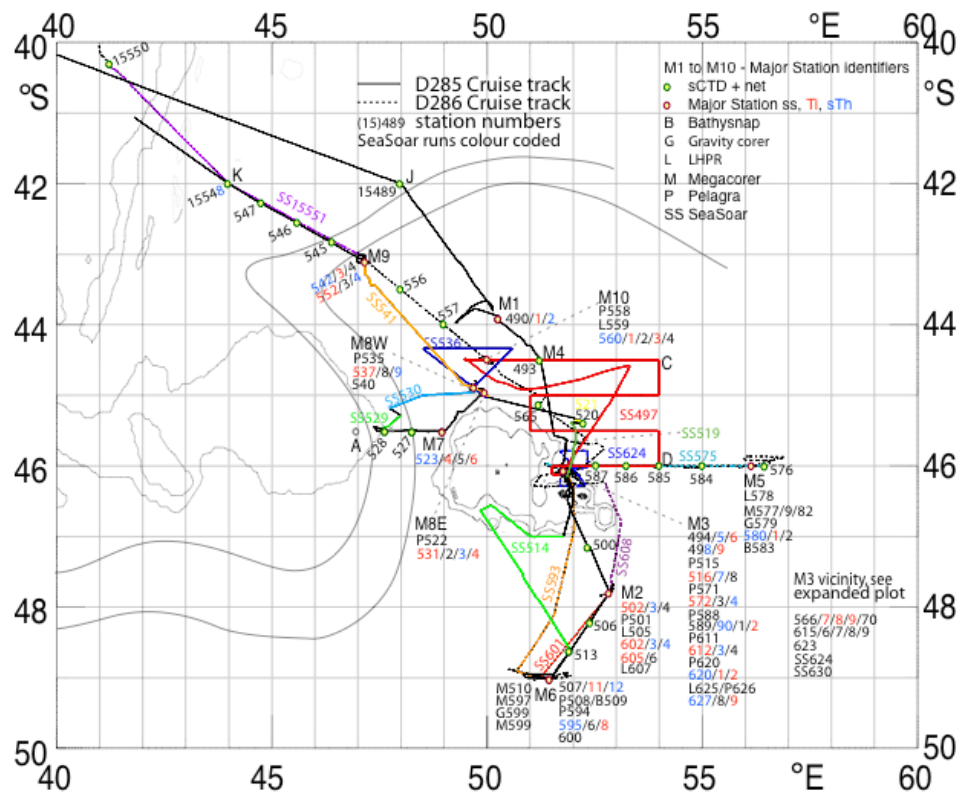 40 45 50 55 °E 60
40 40
°S °S
15550
D285 Cruise track
D286 Cruise track
(15)489 station numbers
SeaSoar runs colour coded
M1 to M10 - Major Station identifiers
sCTD + net
Major Station ss, Ti, sTh
B Bathysnap
G Gravity corer
L LHPR
M Megacorer
P Pelagra
SS SeaSoar
42 42
K
J
15548
15489
547
SS15551
546
545
M9
542/3/4
552/3/4
556
SS541
557
M1
490/1/2
M10
P558
L559
560/1/2/3/4
44 44
M8W
P535
537/8/9
540
SS536
M4
493
C
SS530
565
521
520
SS497
SS529
A
528
527
M7
523/4/5/6
SS519
SS624
D
SS575
46 46
587 586 585 584 576
M5
L578
M577/9/82
G579
580/1/2
B583
M8E
P522
531/2/3/4
SS514
500
SS608
SS593
M3
494/5/6
498/9
P515
516/7/8
P571
572/3/4
P588
589/90/1/2
P611
612/3/4
P620
620/1/2
L625/P626
627/8/9
M3 vicinity see
expanded plot
566/7/8/9/70
615/6/7/8/9
623
SS624
SS630
48 48
M2
502/3/4
P501
L505
602/3/4
605/6
L607
506
SS601
513
M6
M510
M597
G599
M599
507/11/12
P508/B509
P594
595/6/8
600
50 50
40 45 50 55 °E 60